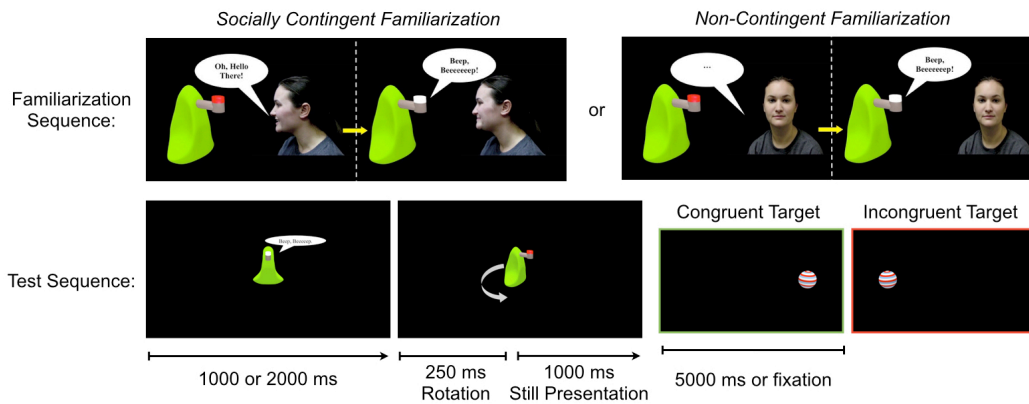 Socially Contingent Familiarization
Non-Contingent Familiarization
Familiarization
Sequence:
Oh, Hello
There!
Beep,
Beeeeeeep!
or
...
Beep,
Beeeeeeep!
Test Sequence:
Beep, Beeeeep
Congruent Target
Incongruent Target
1000 or 2000 ms
250 ms
Rotation
1000 ms
Still Presentation
5000 ms or fixation